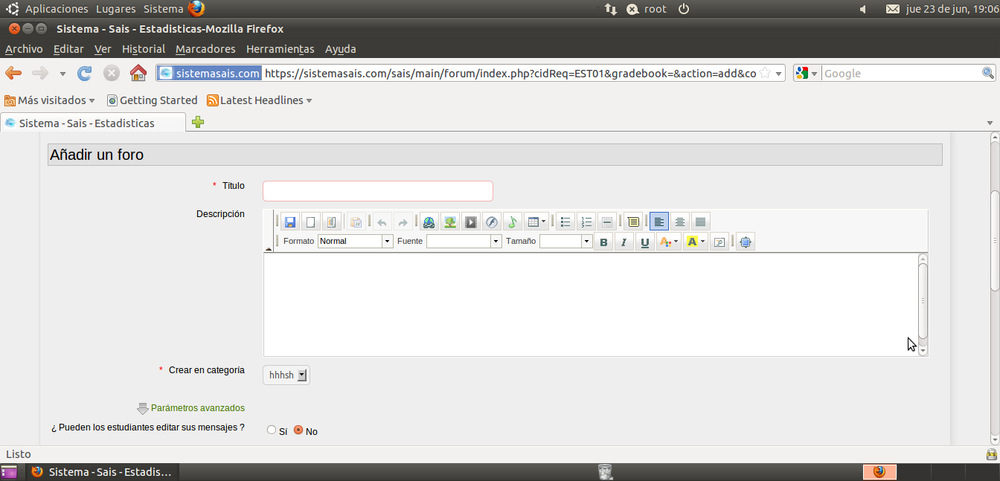 Aplicaciones Lugares Sistema root jue 23 de jun, 19:06
Sistema - Sais - Estadisticas-Mozilla Firefox
Archivo Editar Ver Historial Marcadores Herramientas Ayuda
sistemasais.com https://sistemasais.com/sais/main/forum/index.php?cidReq=EST01&gradebook=&action=add&co Google
Más visitados Getting Started Latest Headlines
Sistema - Sais - Estadisticas
Añadir un foro
* Título
Descripción
Formato Normal Fuente Tamaño B I U A A
* Crear en categoría hhhsh
Parámetros avanzados
¿ Pueden los estudiantes editar sus mensajes ? Sí No
Listo
Sistema - Sais - Estadis...